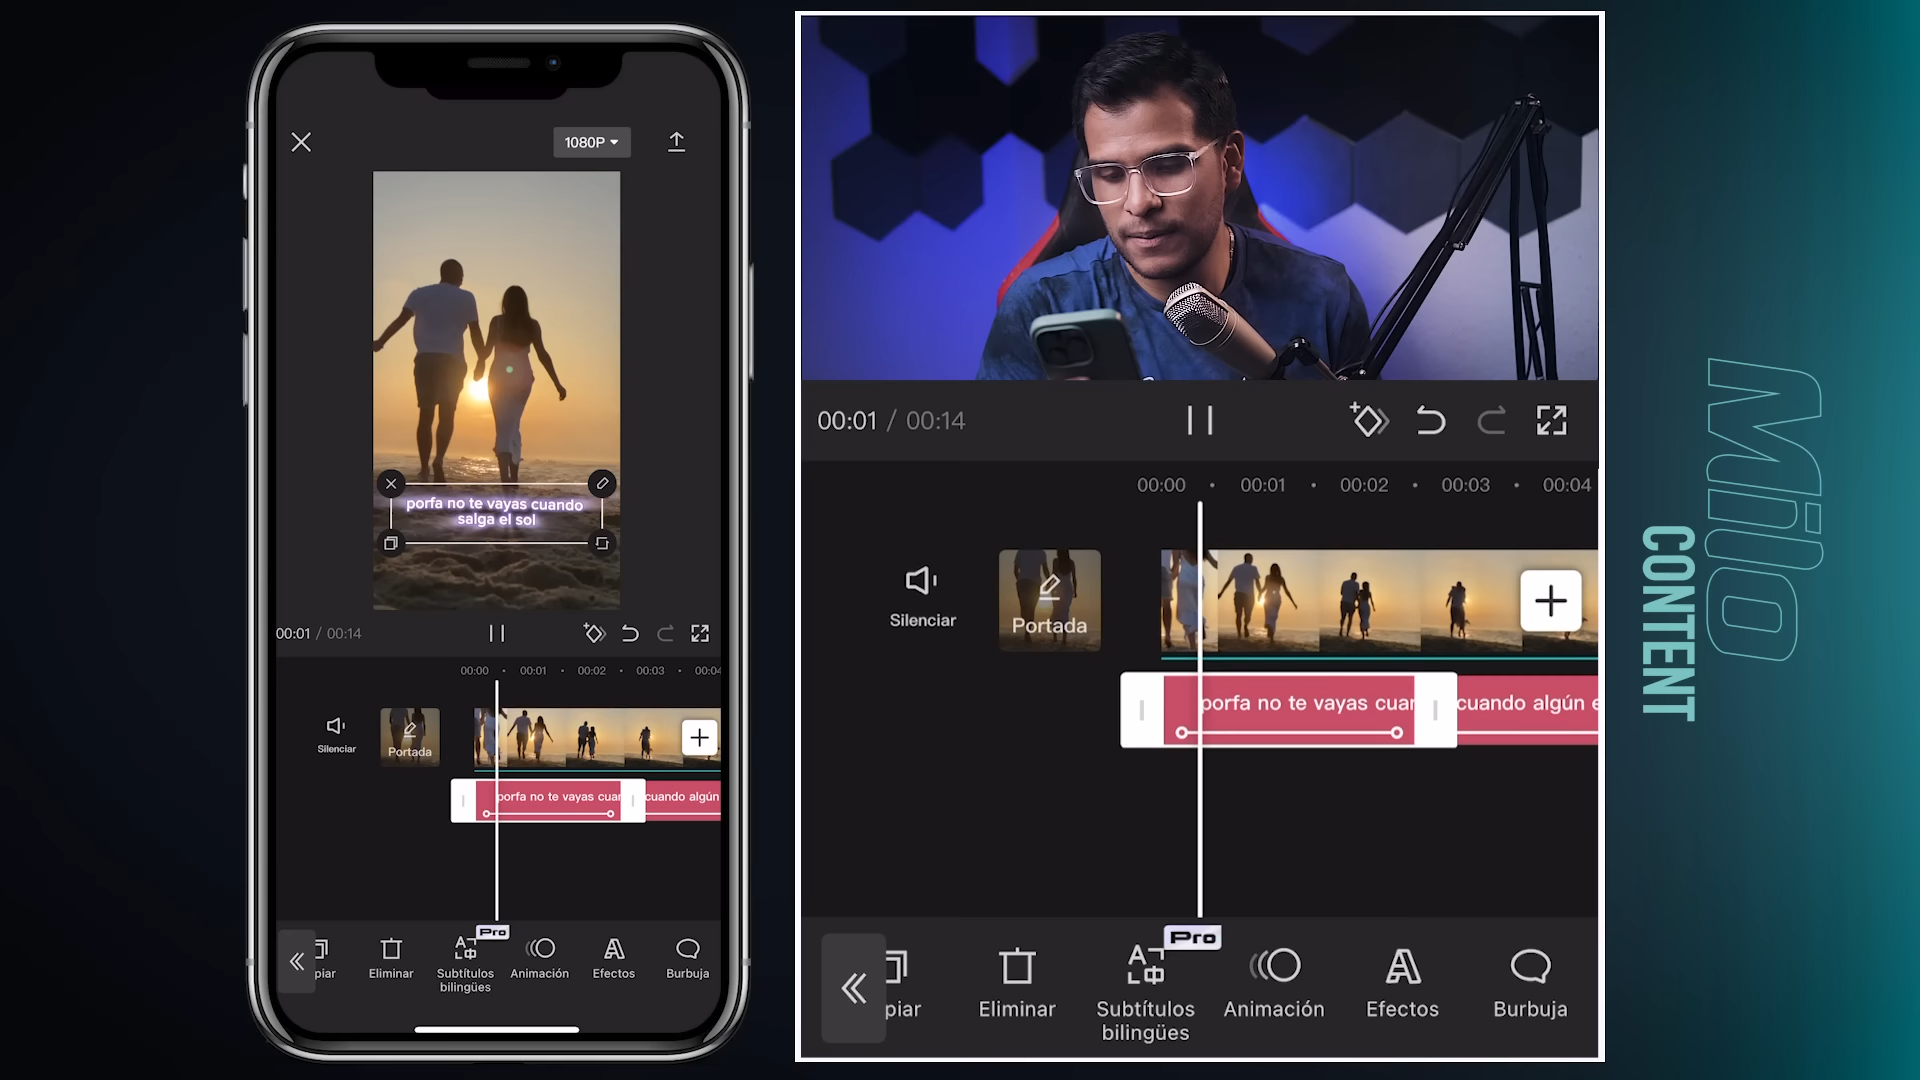 1080P
porfa no te vayas cuando
salga el sol
00:01 / 00:14
00:00 00:01 00:02 00:03 00:04
Silenciar
Portada
porfa no te vayas cuar
cuando algún
Pro
piar
Eliminar
Subtítulos
bilingües
Animación
Efectos
Burbuja
00:01 / 00:14
00:00 00:01 00:02 00:03 00:04
Silenciar
Portada
porfa no te vayas cuar
cuando algún e
Pro
piar
Eliminar
Subtítulos
bilingües
Animación
Efectos
Burbuja
Milo
CONTENT